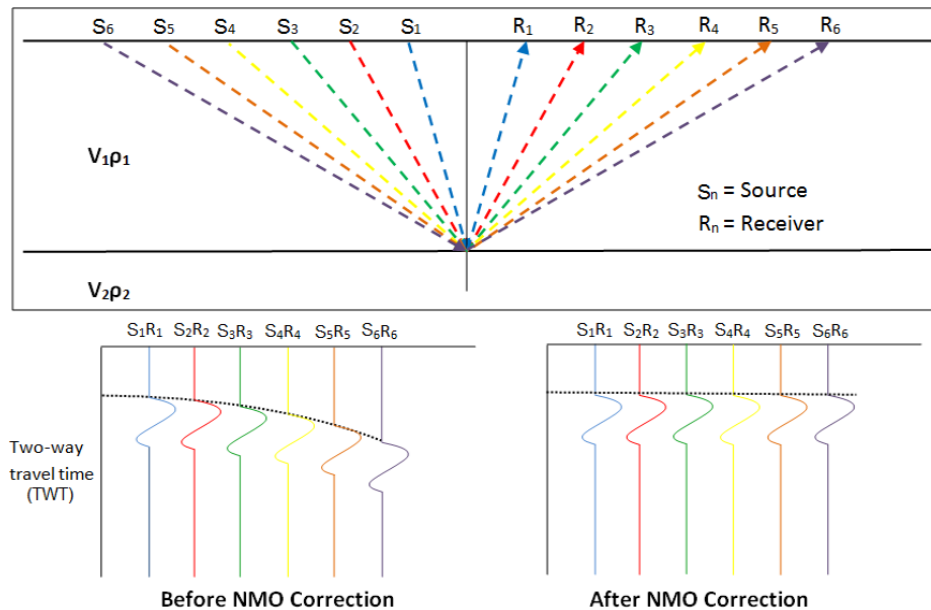 S₆ S₅ S₄ S₃ S₂ S₁ R₁ R₂ R₃ R₄ R₅ R₆
V₁ρ₁
Sₙ = Source
Rₙ = Receiver
V₂ρ₂
S₁R₁ S₂R₂ S₃R₃ S₄R₄ S₅R₅ S₆R₆
S₁R₁ S₂R₂ S₃R₃ S₄R₄ S₅R₅ S₆R₆
Two-way
travel time
(TWT)
Before NMO Correction
After NMO Correction